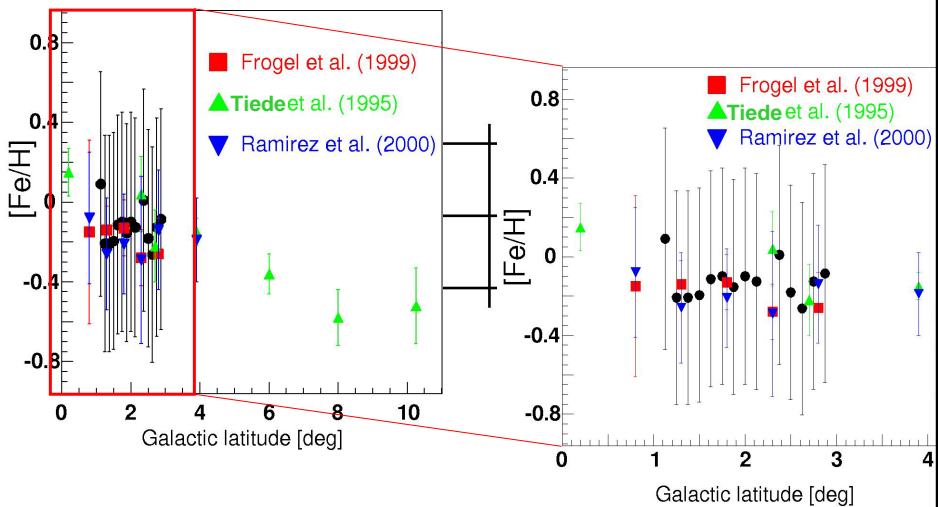 0.8
0.4
0
-0.4
-0.8
[Fe/H]
Frogel et al. (1999)
Tiede et al. (1995)
Ramirez et al. (2000)
0 2 4 6 8 10
Galactic latitude [deg]
0.8
0.4
0
-0.4
-0.8
[Fe/H]
Frogel et al. (1999)
Tiede et al. (1995)
Ramirez et al. (2000)
0 1 2 3 4
Galactic latitude [deg]